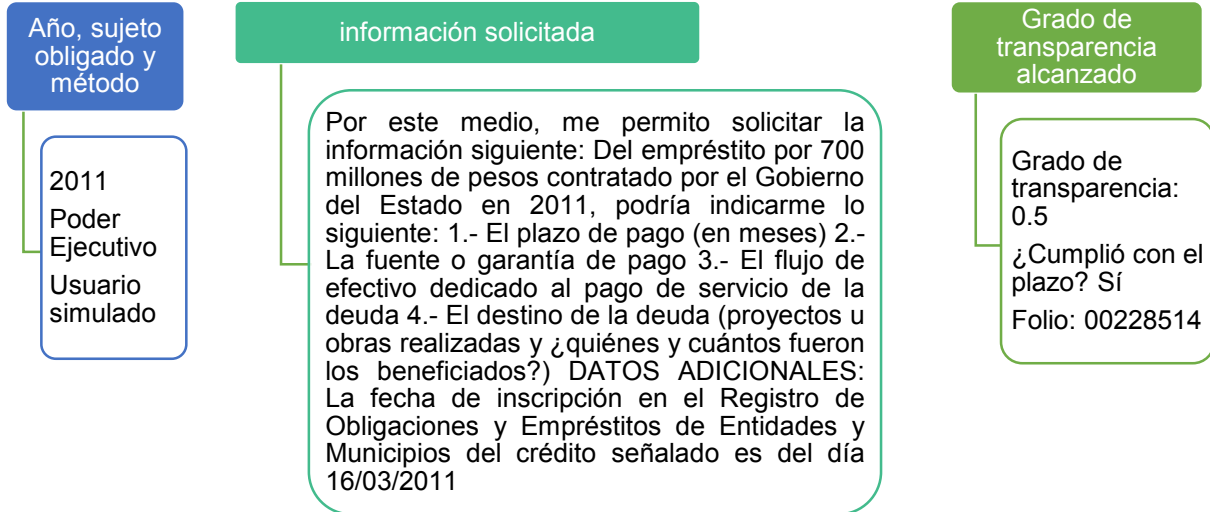 Año, sujeto
obligado y
método
2011
Poder
Ejecutivo
Usuario
simulado
información solicitada
Por este medio, me permito solicitar la
información siguiente: Del empréstito por 700
millones de pesos contratado por el Gobierno
del Estado en 2011, podría indicarme lo
siguiente: 1.- El plazo de pago (en meses) 2.-
La fuente o garantía de pago 3.- El flujo de
efectivo dedicado al pago de servicio de la
deuda 4.- El destino de la deuda (proyectos u
obras realizadas y ¿quiénes y cuántos fueron
los beneficiados?) DATOS ADICIONALES:
La fecha de inscripción en el Registro de
Obligaciones y Empréstitos de Entidades y
Municipios del crédito señalado es del día
16/03/2011
Grado de
transparencia
alcanzado
Grado de
transparencia:
0.5
¿Cumplió con el
plazo? Sí
Folio: 00228514